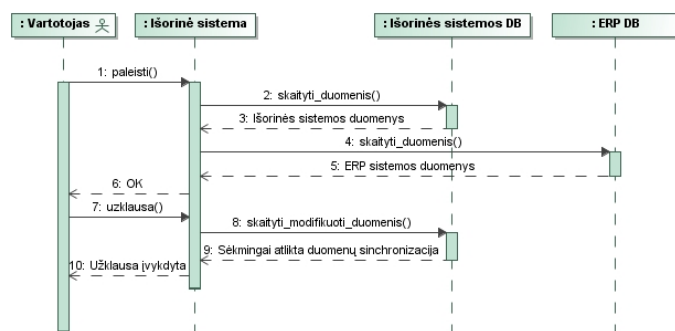 : Vartotojas
: Išorinė sistema
: Išorinės sistemos DB
: ERP DB
1: paleisti()
2: skaityti_duomenis()
3: Išorinės sistemos duomenys
4: skaityti_duomenis()
5: ERP sistemos duomenys
6: OK
7: uzklausa()
8: skaityti_modifikuoti_duomenis()
9: Sėkmingai atlikta duomenų sinchronizacija
10: Užklausa įvykdyta